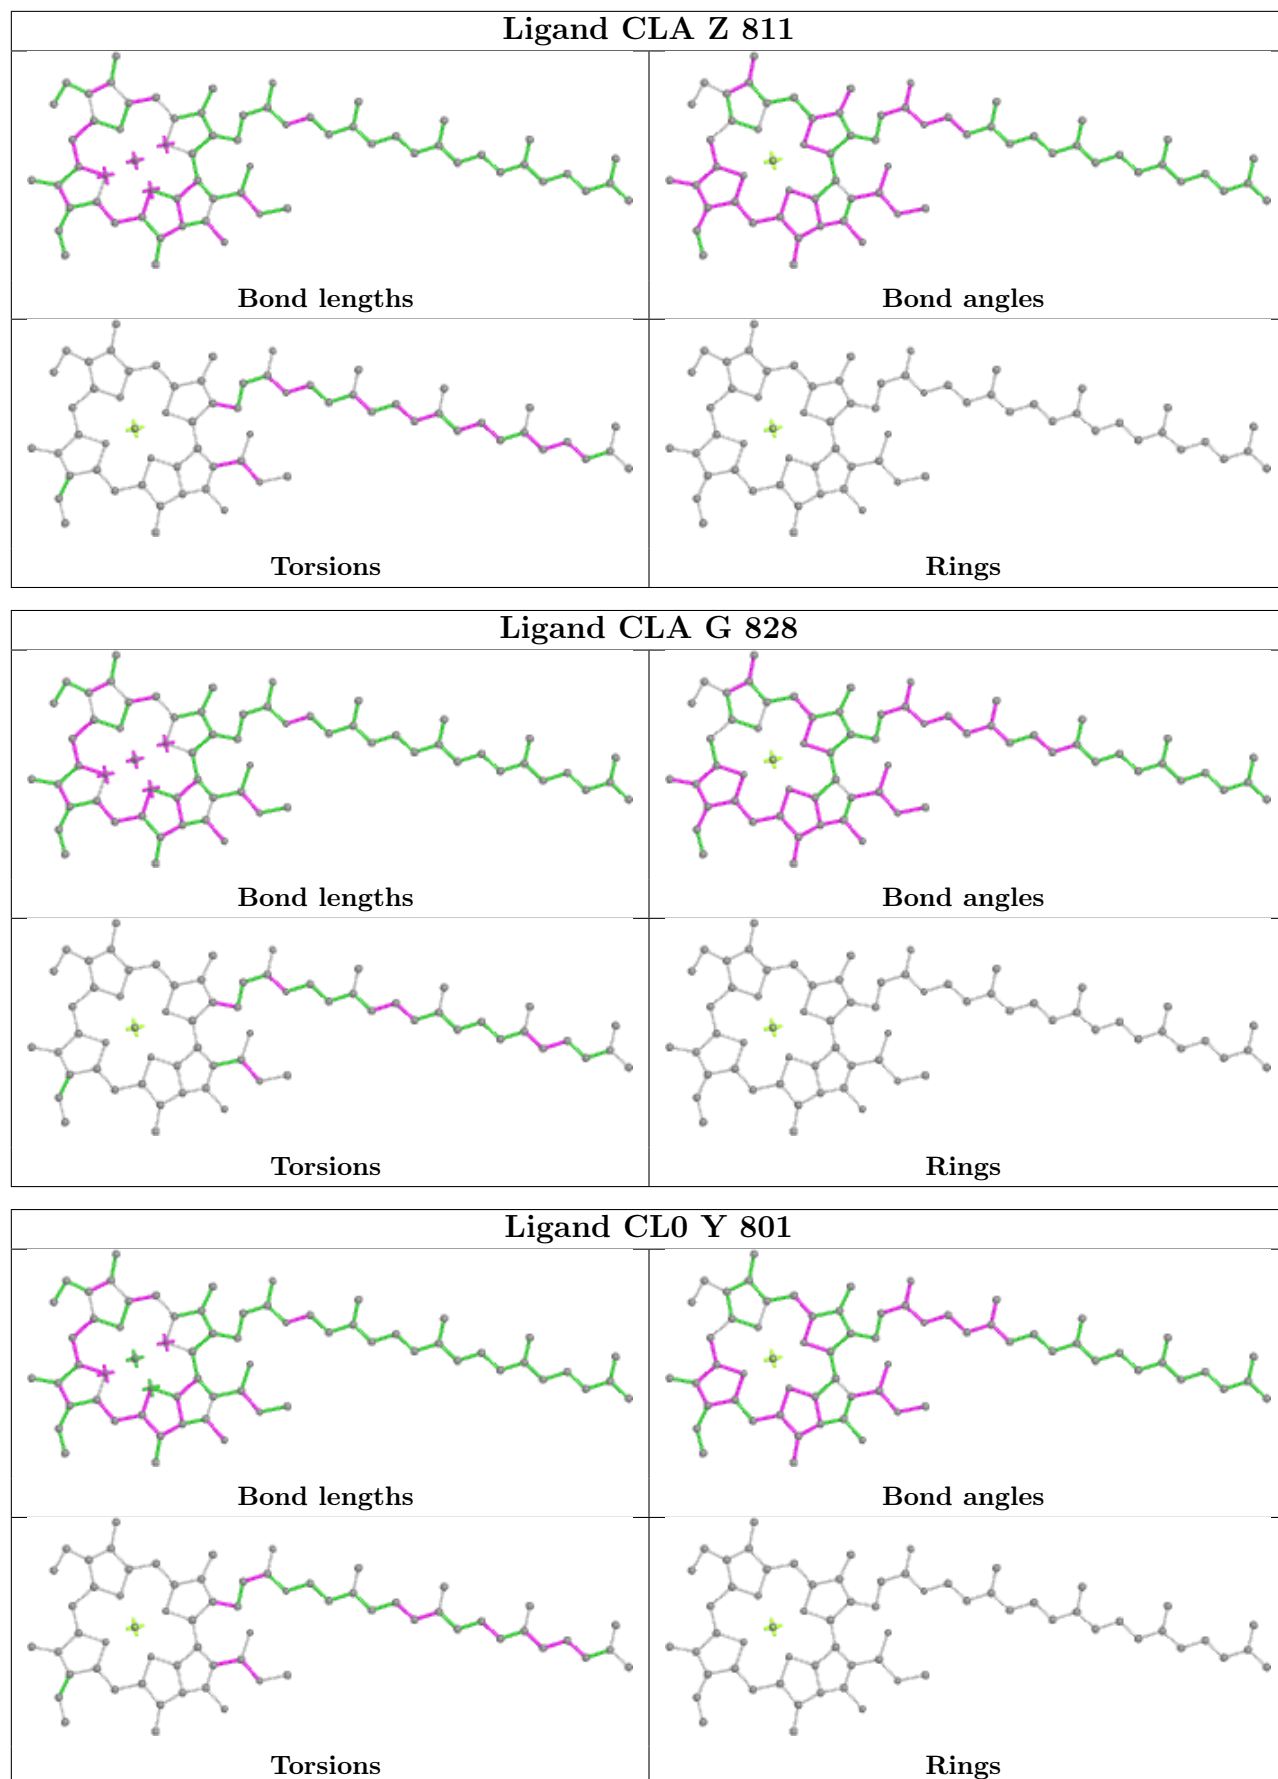 Ligand CLA Z 811
Bond lengths
Bond angles
Torsions
Rings
Ligand CLA G 828
Bond lengths
Bond angles
Torsions
Rings
Ligand CL0 Y 801
Bond lengths
Bond angles
Torsions
Rings